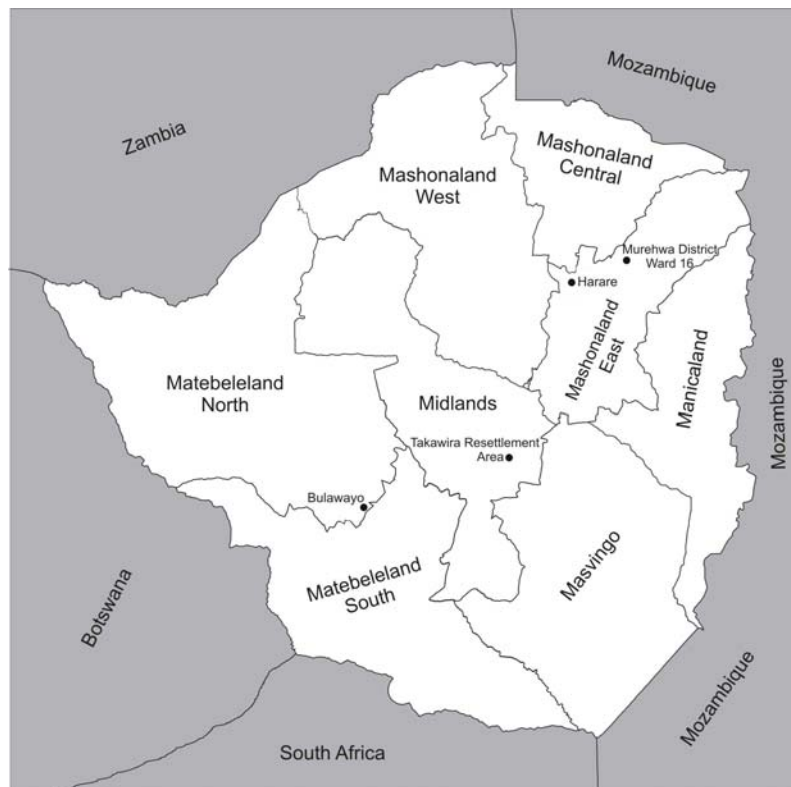 Mozambique
Zambia
Mashonaland
Central
Mashonaland
West
Murehwa District
Ward 16
Harare
Mashonaland
East
Manicaland
Matebeleland
North
Midlands
Mozambique
Takawira Resettlement
Area
Bulawayo
Masvingo
Matebeleland
South
Botswana
Mozambique
South Africa